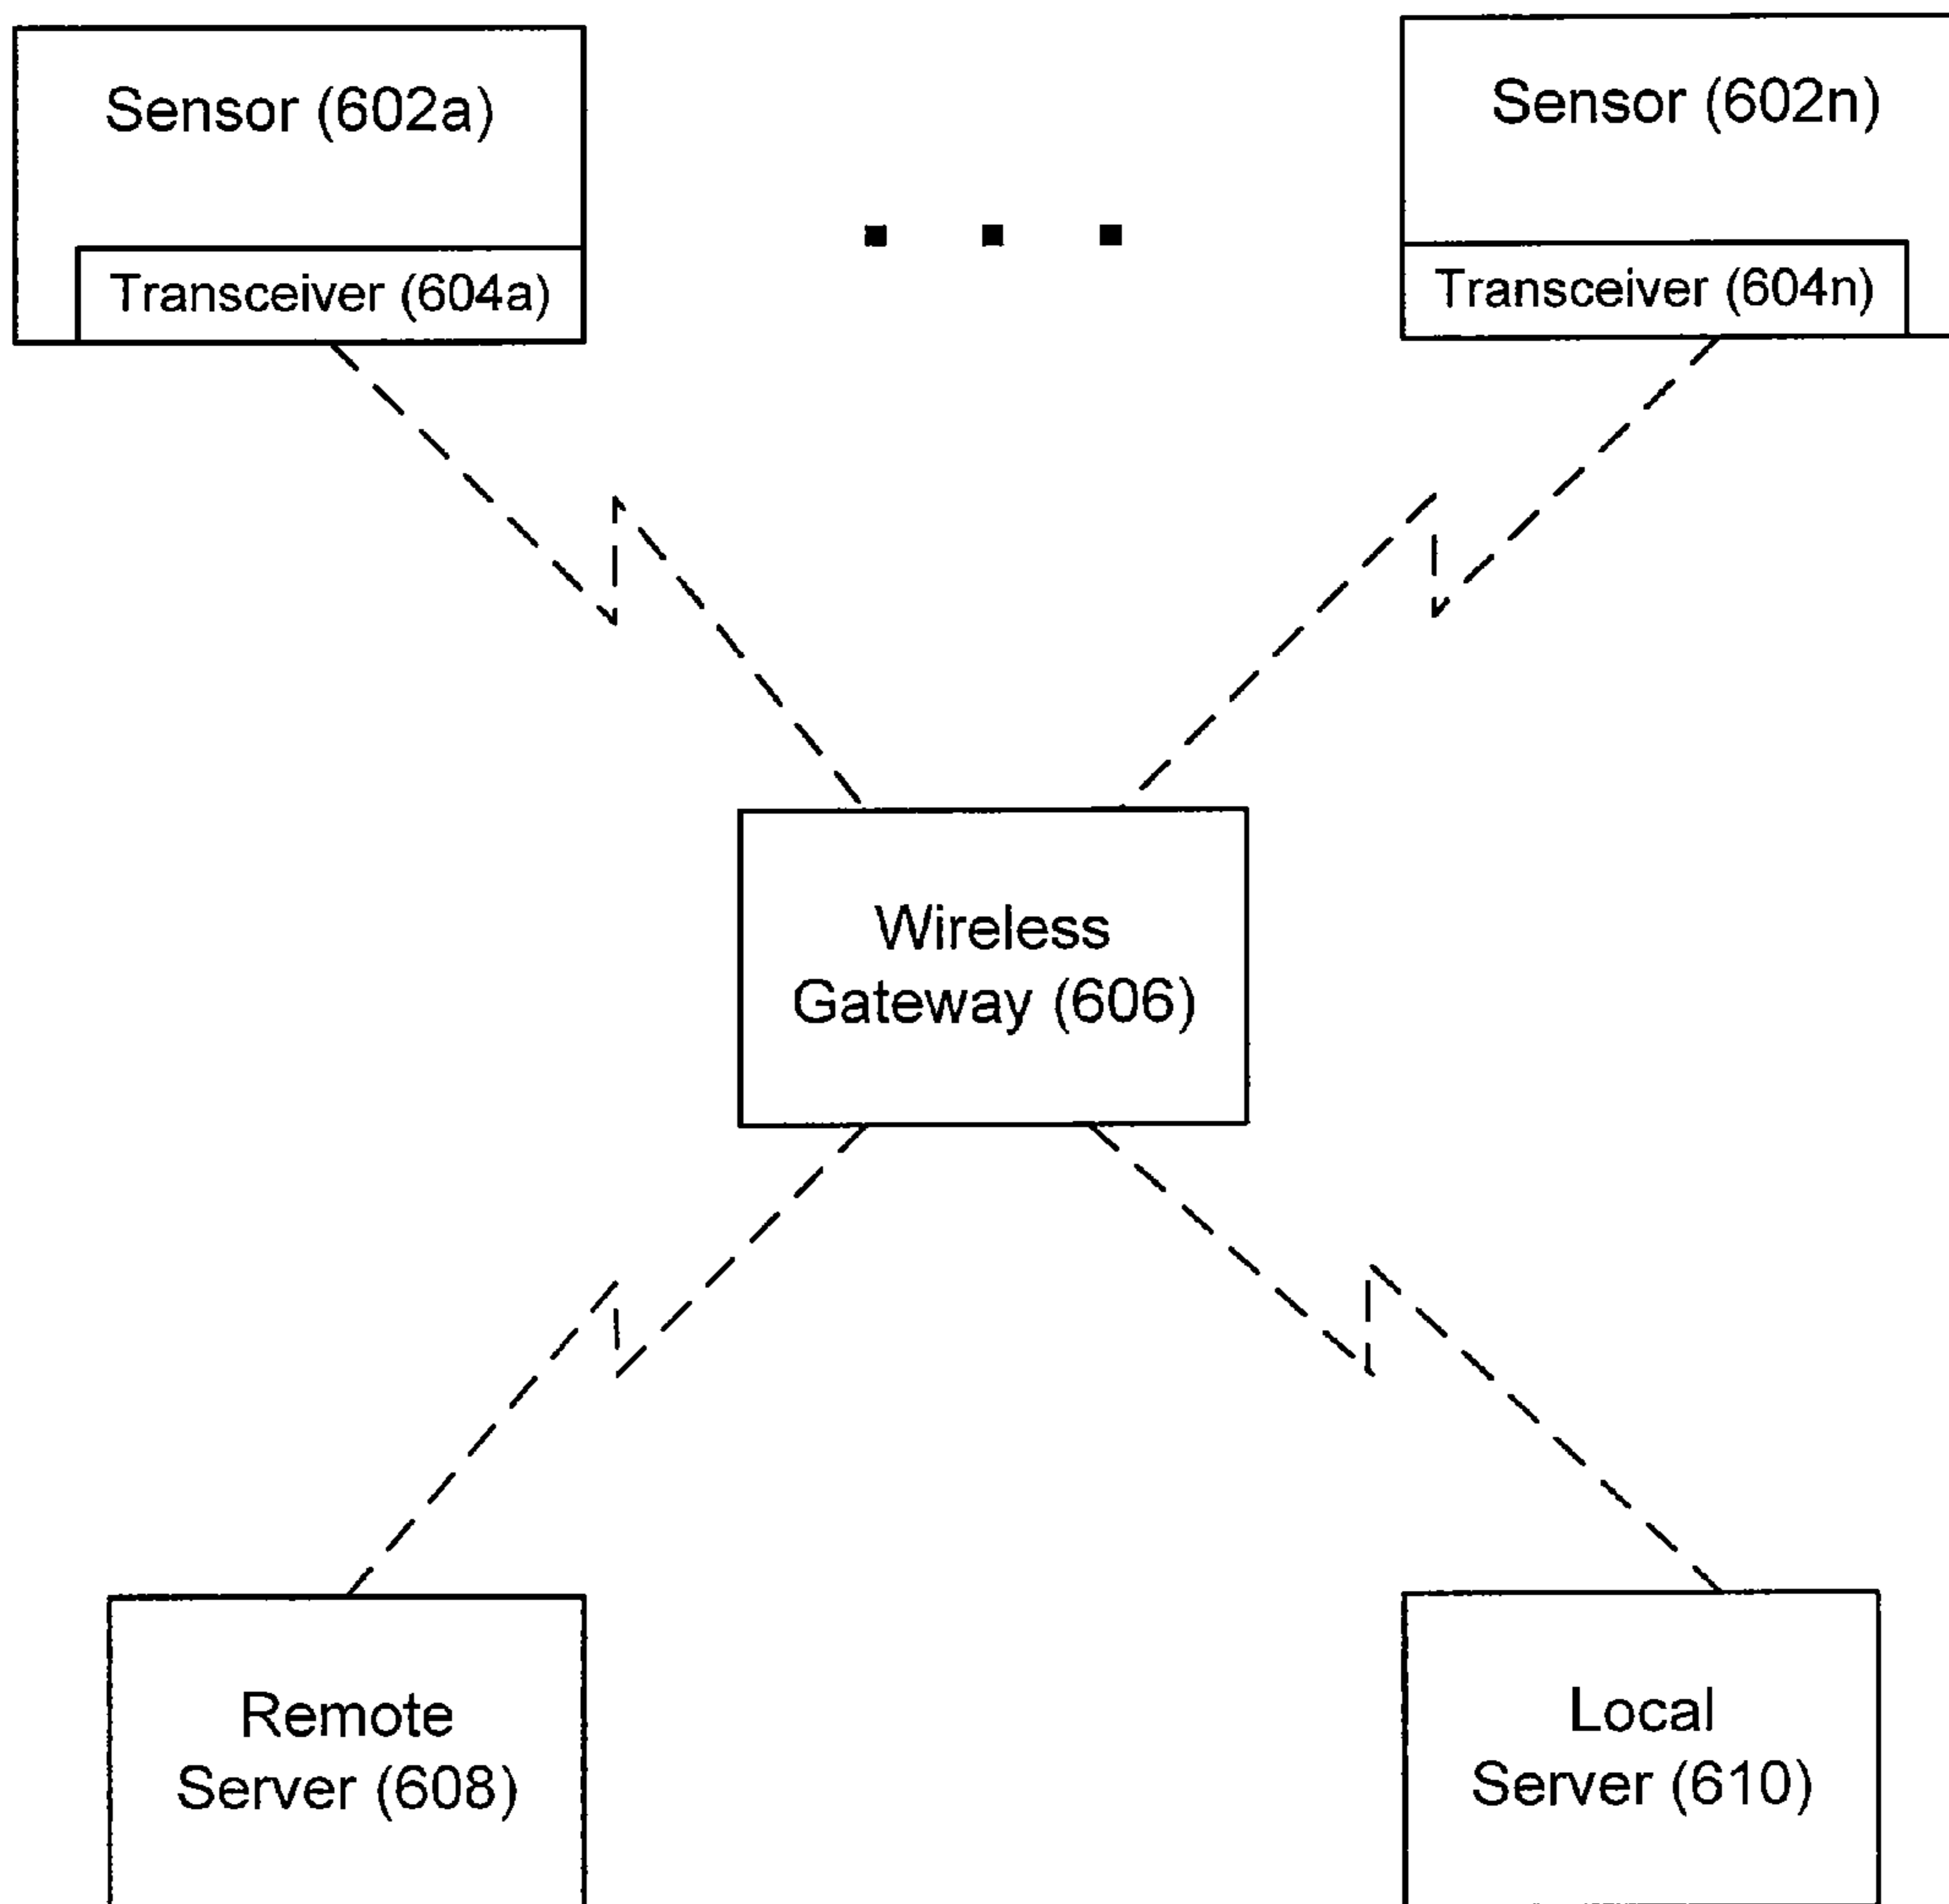 Sensor (602a)
Sensor (602n)
Transceiver (604a)
Transceiver (604n)
Wireless
Gateway (606)
Remote
Server (608)
Local
Server (610)